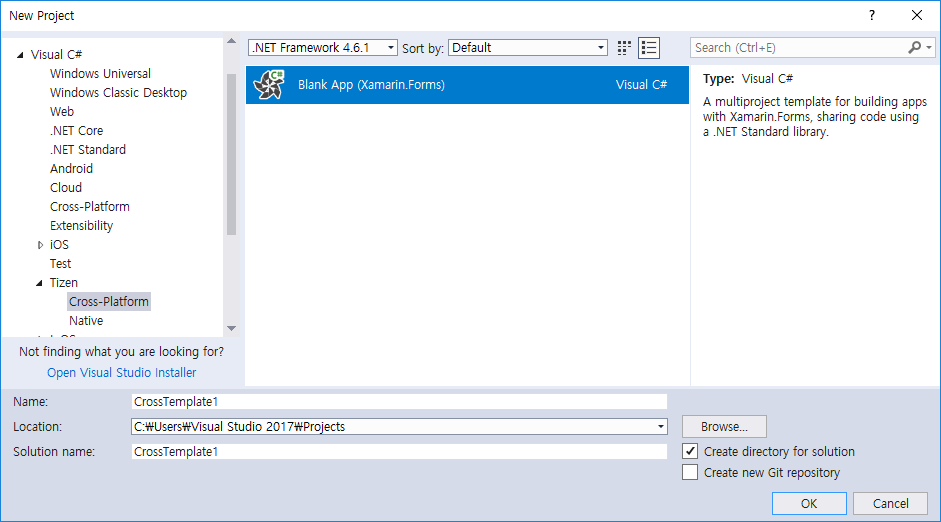 New Project
?
Visual C#
Windows Universal
Windows Classic Desktop
Web
.NET Core
.NET Standard
Android
Cloud
Cross-Platform
Extensibility
iOS
Test
Tizen
Cross-Platform
Native
Not finding what you are looking for?
Open Visual Studio Installer
.NET Framework 4.6.1
Sort by:
Default
Blank App (Xamarin.Forms)
Visual C#
C#
Search (Ctrl+E)
Type: Visual C#
A multiproject template for building apps
with Xamarin.Forms, sharing code using
a .NET Standard library.
Name:
CrossTemplate1
Location:
C:₩Users₩Visual Studio 2017₩Projects
Browse...
Solution name:
CrossTemplate1
Create directory for solution
Create new Git repository
OK
Cancel